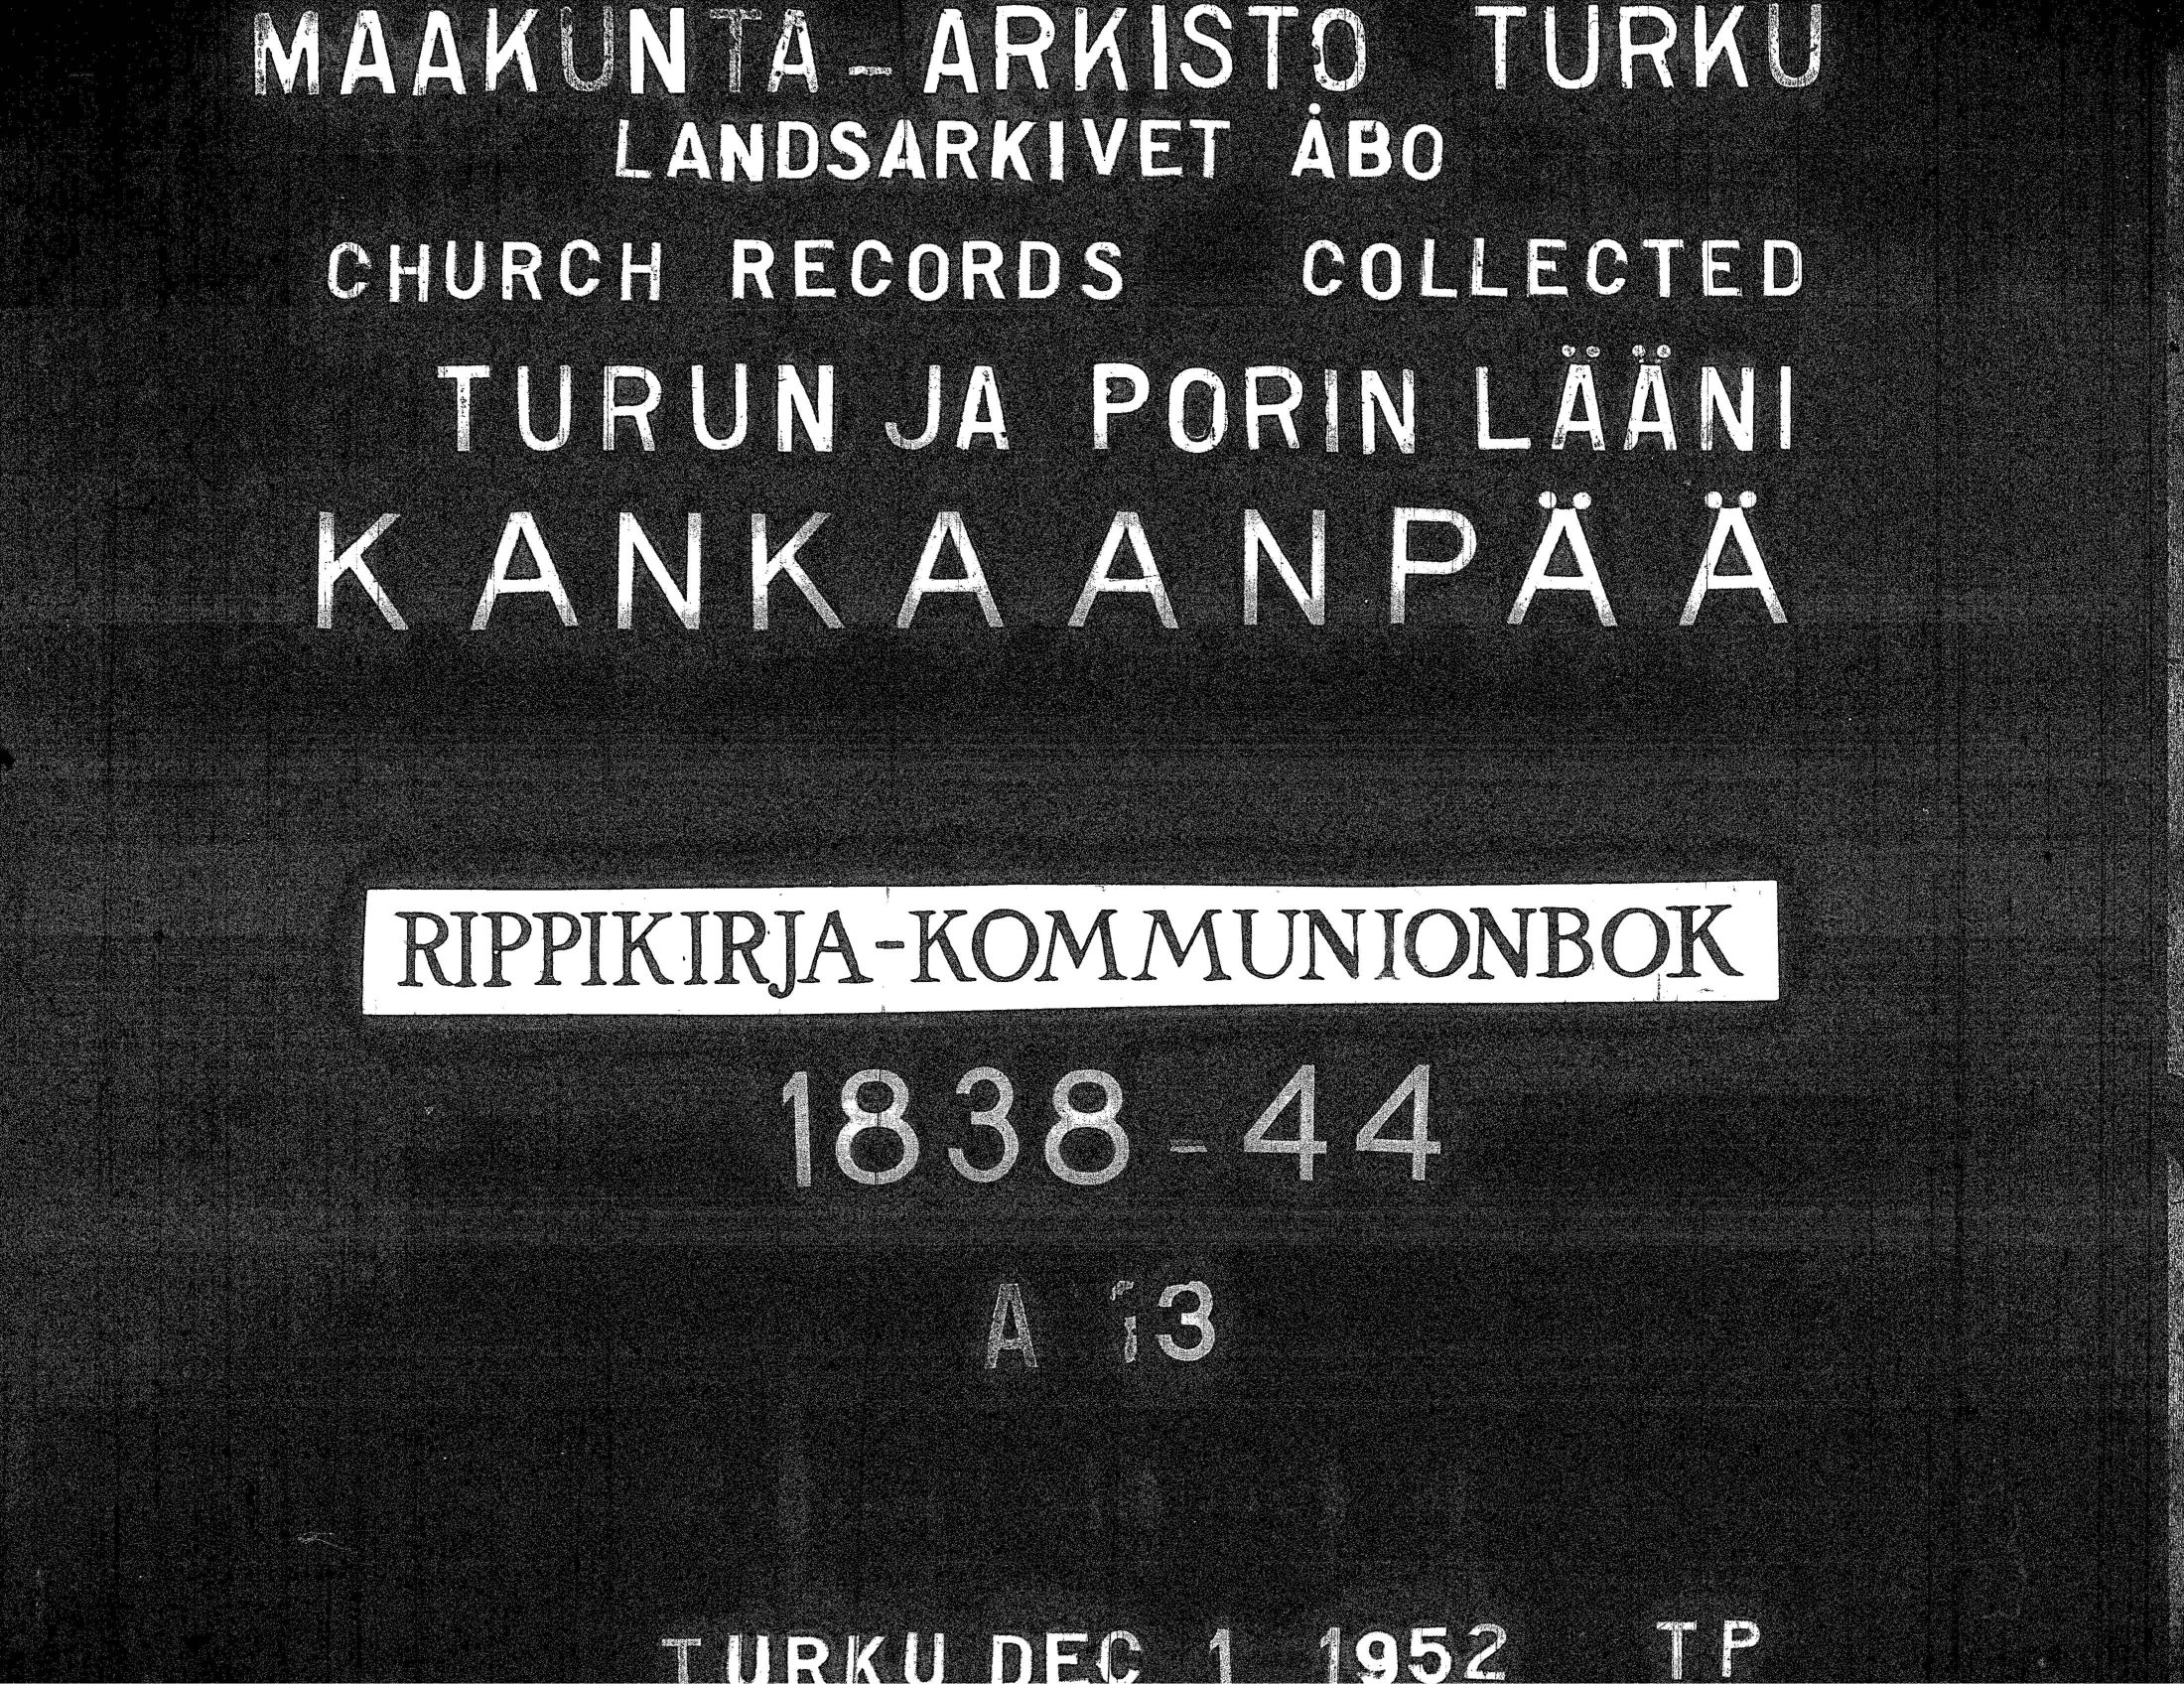 MAAKUNTA-ARKISTO TURKU
LANDSARKIVET ÅBO
CHURCH RECORDS COLLECTED
TURUN JA PORIN LÄÄNI
KANKAANPÄÄ
RIPPIKIRJA-KOMMUNIONBOK
1838-44
A 13
TURKU DEC 1 1952 TP